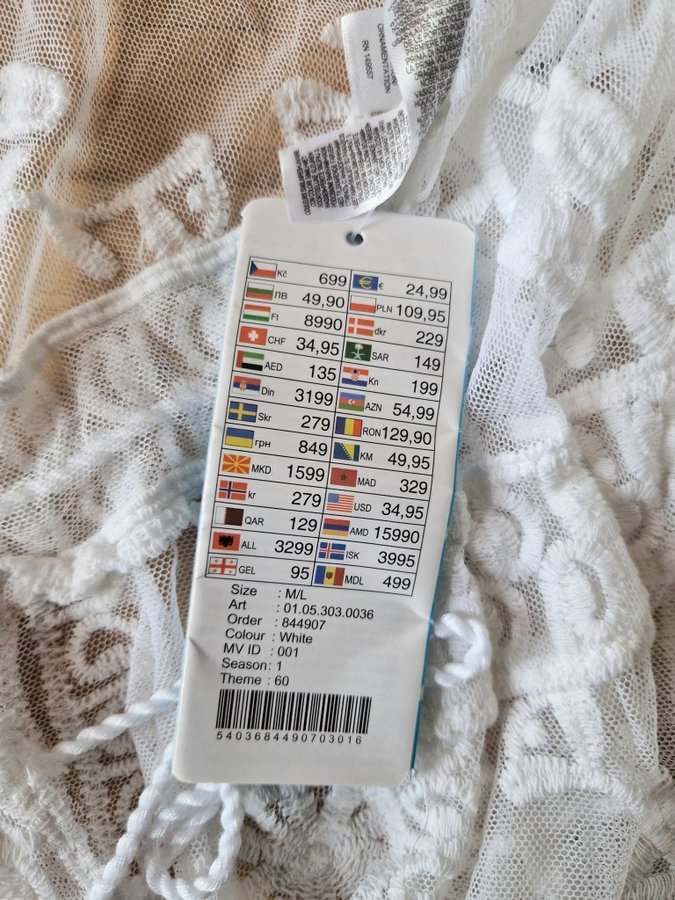 ORNAMENTATION
RN 149557
Kč 699 € 24,99
ЛВ 49,90 PLN 109,95
Ft 8990 dkr 229
CHF 34,95 SAR 149
AED 135 Kn 199
Din 3199 AZN 54,99
Skr 279 RON 129,90
грн 849 KM 49,95
MKD 1599 MAD 329
kr 279 USD 34,95
QAR 129 AMD 15990
ALL 3299 ISK 3995
GEL 95 MDL 499
Size : M/L
Art : 01.05.303.0036
Order : 844907
Colour : White
MV ID : 001
Season: 1
Theme : 60
5403684490703016